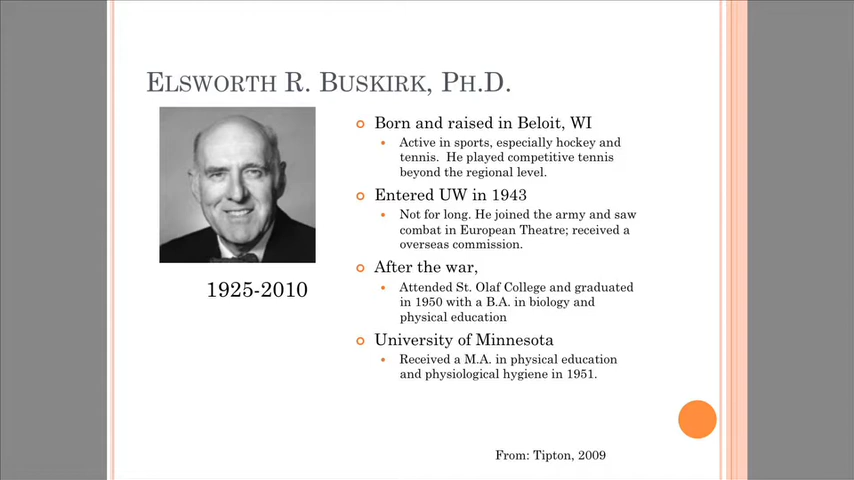 ELSWORTH R. BUSKIRK, PH.D.
Born and raised in Beloit, WI
Active in sports, especially hockey and
tennis. He played competitive tennis
beyond the regional level.
Entered UW in 1943
Not for long. He joined the army and saw
combat in European Theatre; received a
overseas commission.
After the war,
Attended St. Olaf College and graduated
in 1950 with a B.A. in biology and
physical education
University of Minnesota
Received a M.A. in physical education
and physiological hygiene in 1951.
1925-2010
From: Tipton, 2009